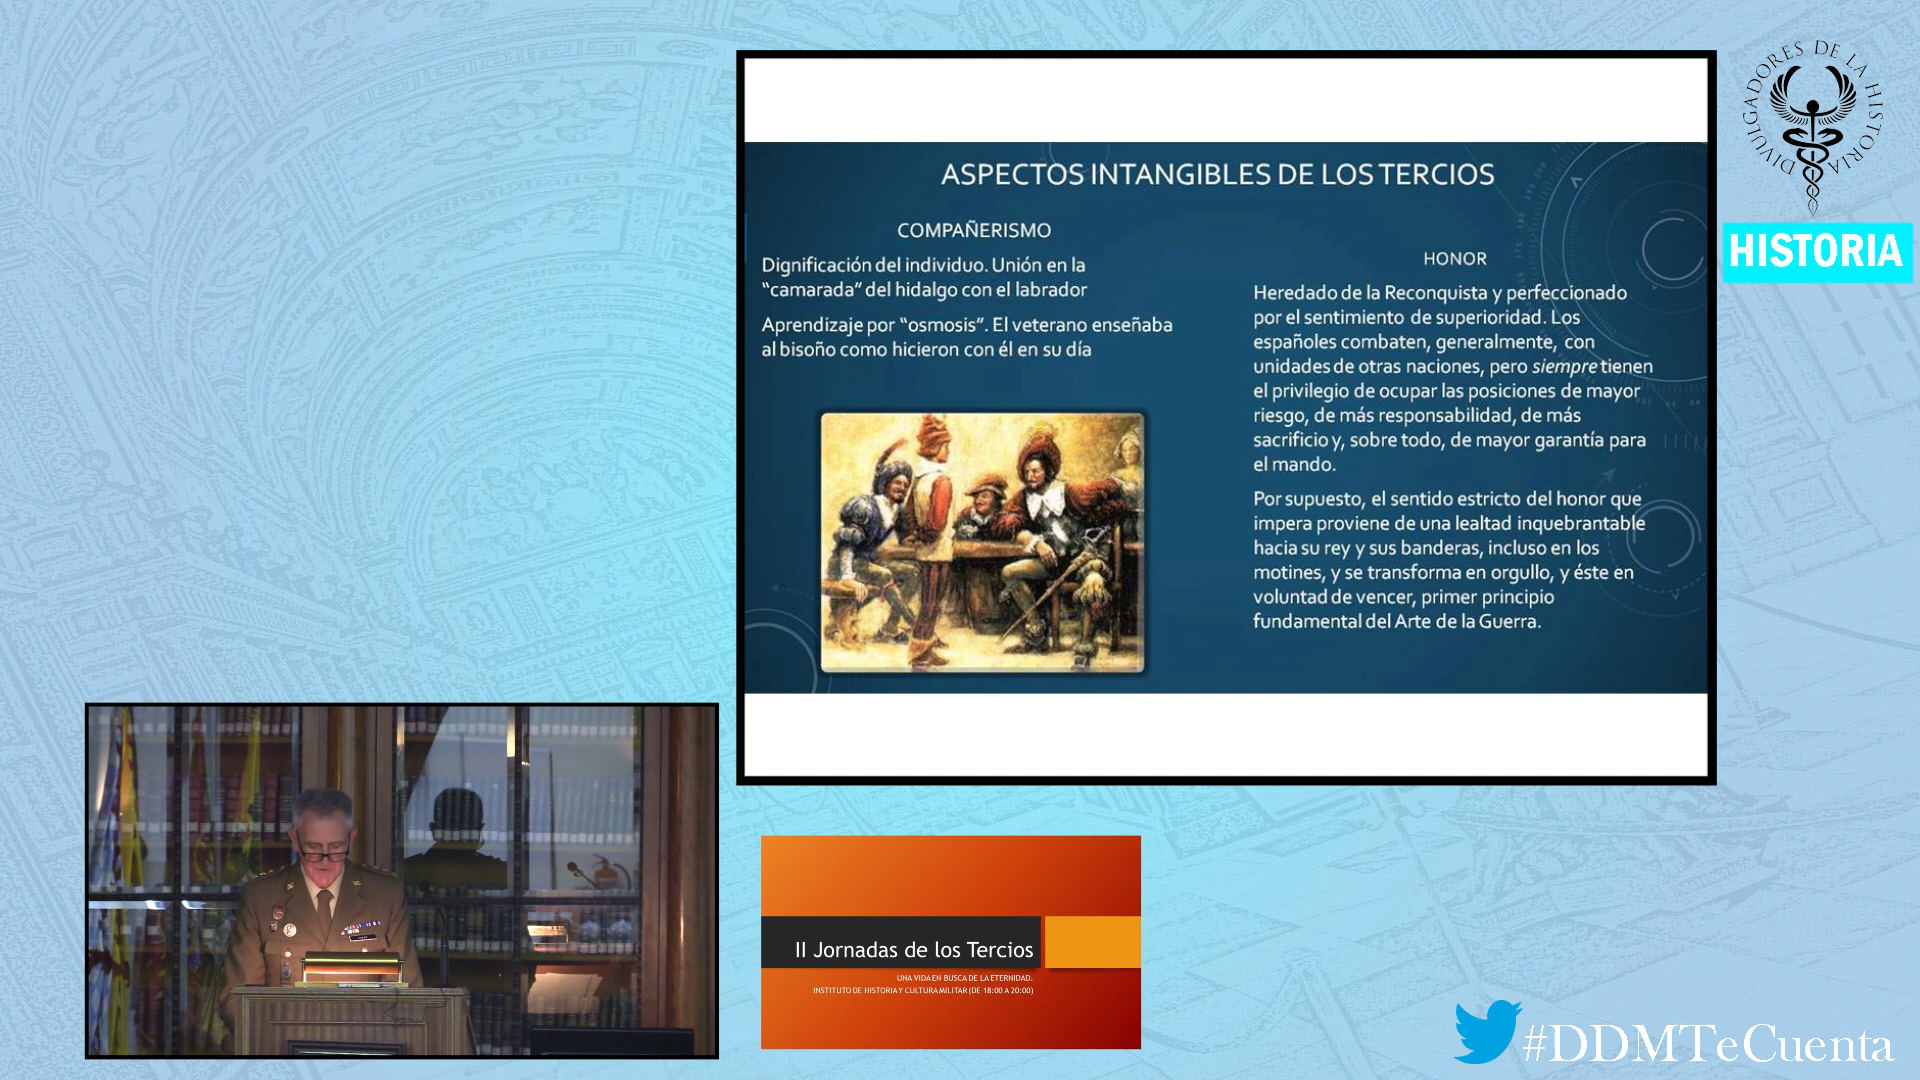 ASPECTOS INTANGIBLES DE LOS TERCIOS
COMPAÑERISMO
Dignificación del individuo. Unión en la
“camarada” del hidalgo con el labrador
Aprendizaje por “osmosis”. El veterano enseñaba
al bisoño como hicieron con él en su día
HONOR
Heredado de la Reconquista y perfeccionado
por el sentimiento de superioridad. Los
españoles combaten, generalmente, con
unidades de otras naciones, pero siempre tienen
el privilegio de ocupar las posiciones de mayor
riesgo, de más responsabilidad, de más
sacrificio y, sobre todo, de mayor garantía para
el mando.
Por supuesto, el sentido estricto del honor que
impera proviene de una lealtad inquebrantable
hacia su rey y sus banderas, incluso en los
motines, y se transforma en orgullo, y éste en
voluntad de vencer, primer principio
fundamental del Arte de la Guerra.
DIVULGADORES DE LA HISTORIA
HISTORIA
II Jornadas de los Tercios
UNA VIDA EN BUSCA DE LA ETERNIDAD.
INSTITUTO DE HISTORIA Y CULTURA MILITAR (DE 18:00 A 20:00)
#DDMTeCuenta